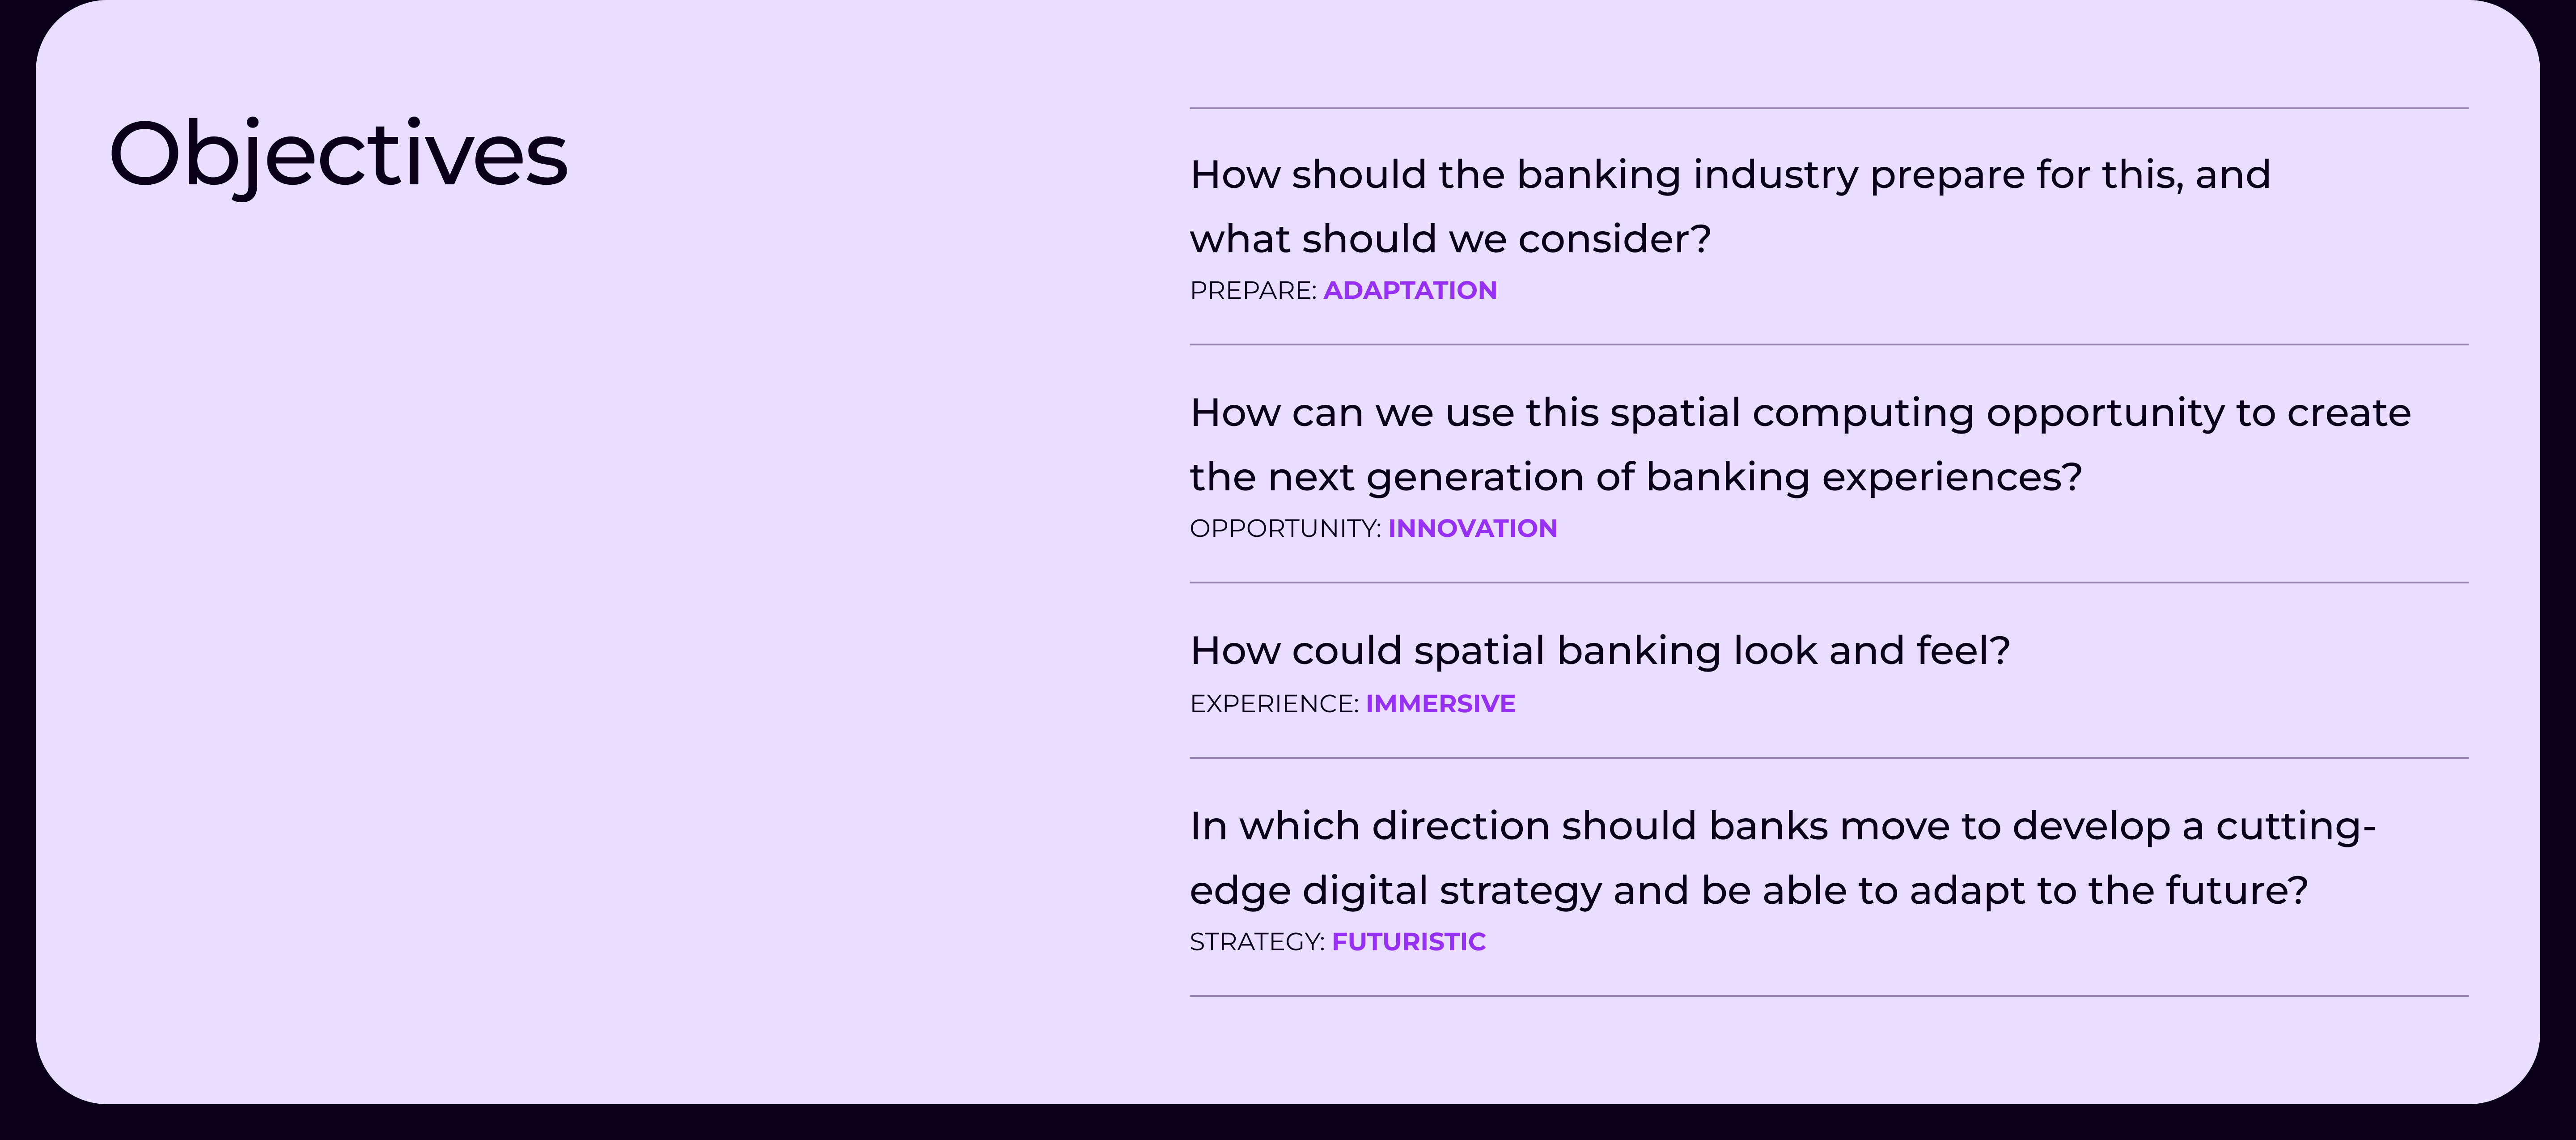 Objectives
How should the banking industry prepare for this, and
what should we consider?
PREPARE: ADAPTATION
How can we use this spatial computing opportunity to create
the next generation of banking experiences?
OPPORTUNITY: INNOVATION
How could spatial banking look and feel?
EXPERIENCE: IMMERSIVE
In which direction should banks move to develop a cutting-
edge digital strategy and be able to adapt to the future?
STRATEGY: FUTURISTIC